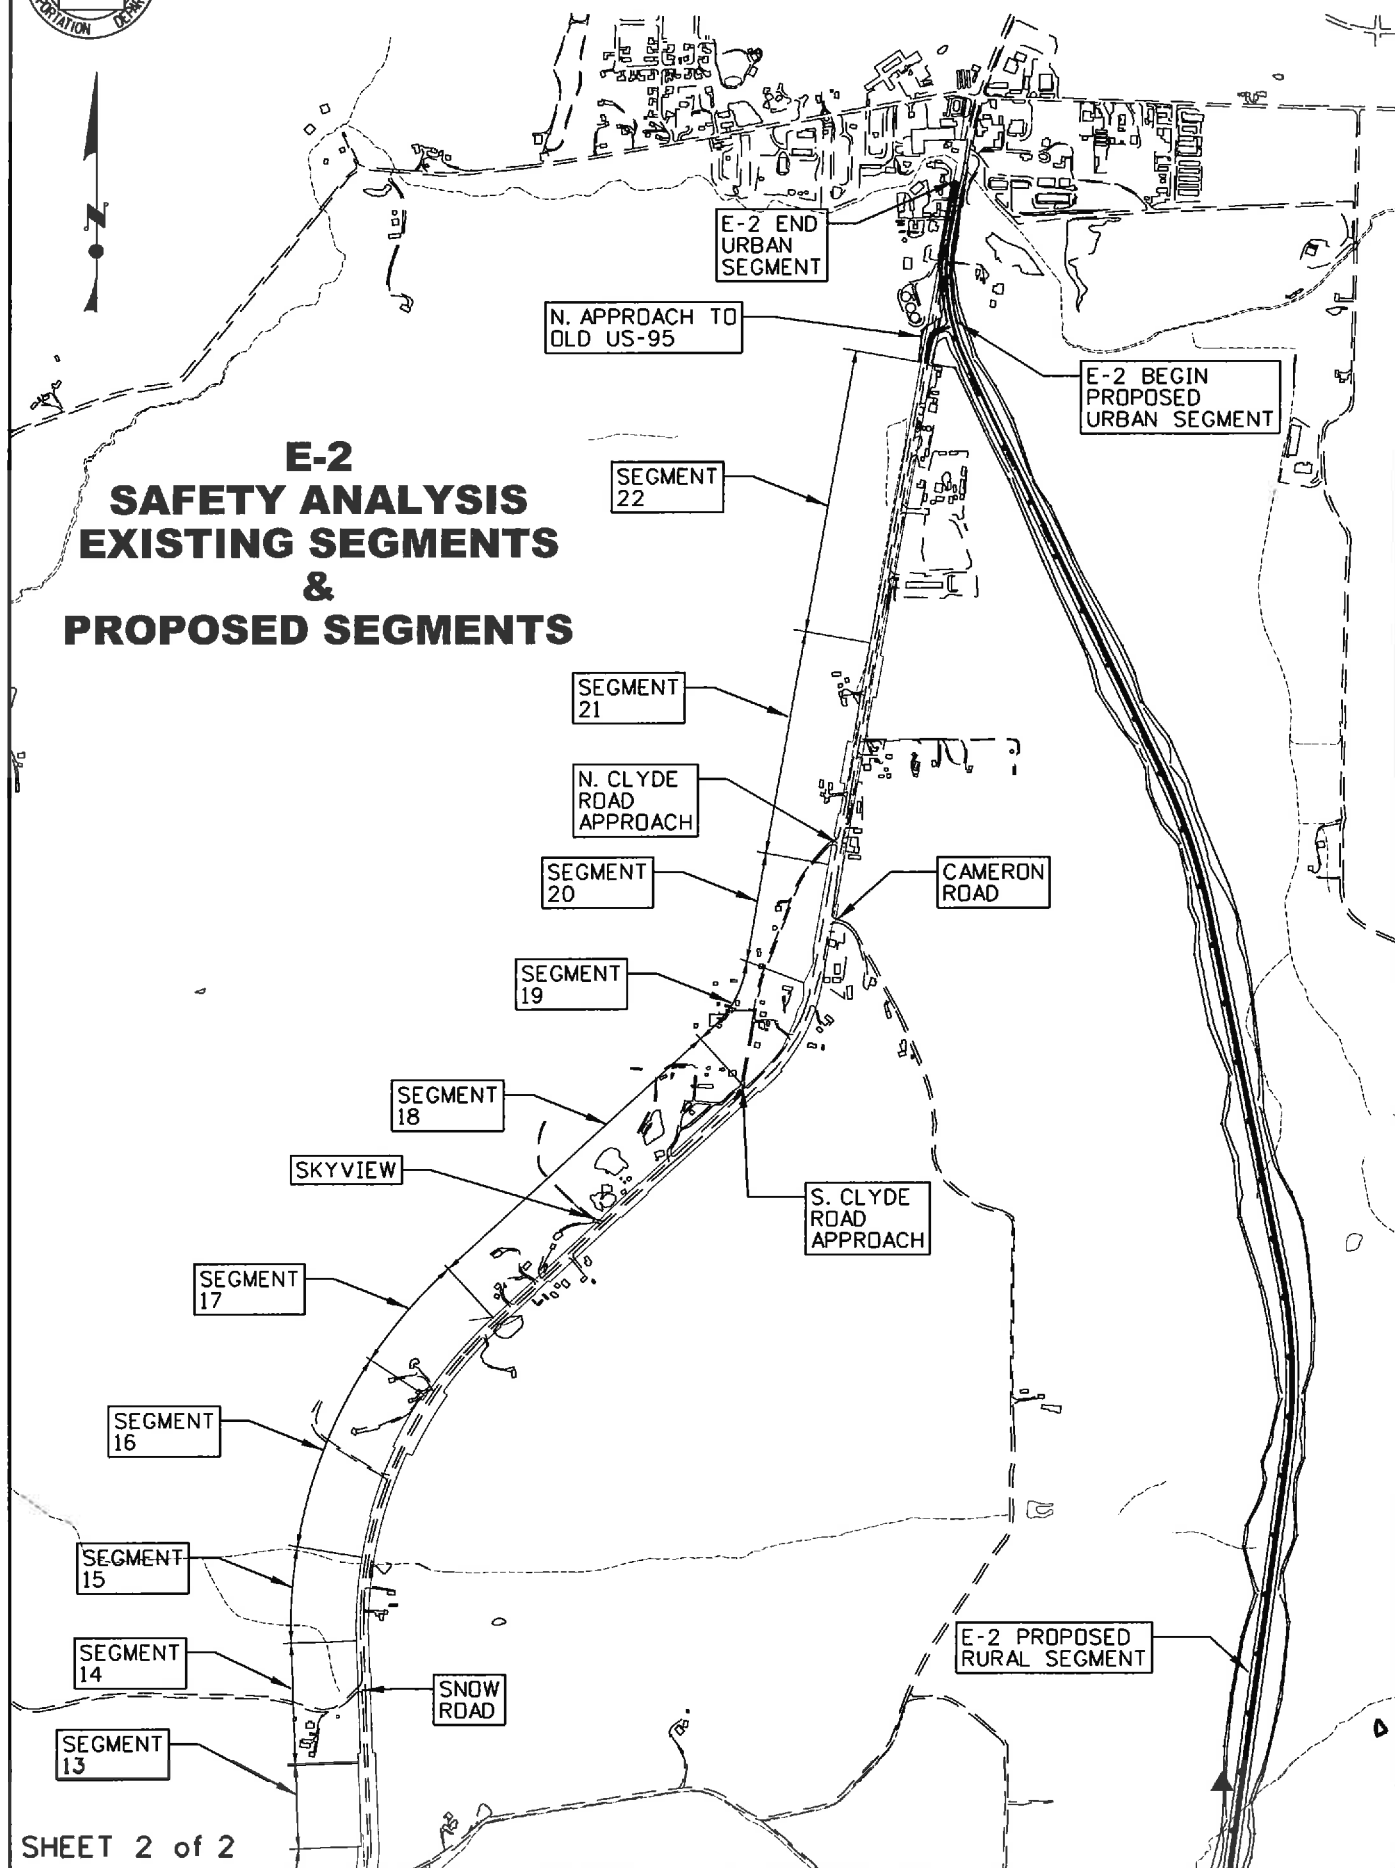 PORTATION DEPAR
N
E-2 END
URBAN
SEGMENT
N. APPROACH TO
OLD US-95
E-2 BEGIN
PROPOSED
URBAN SEGMENT
E-2
SAFETY ANALYSIS
EXISTING SEGMENTS
&
PROPOSED SEGMENTS
SEGMENT
22
SEGMENT
21
N. CLYDE
ROAD
APPROACH
SEGMENT
20
CAMERON
ROAD
SEGMENT
19
SEGMENT
18
SKYVIEW
S. CLYDE
ROAD
APPROACH
SEGMENT
17
SEGMENT
16
SEGMENT
15
E-2 PROPOSED
RURAL SEGMENT
SEGMENT
14
SNOW
ROAD
SEGMENT
13
SHEET 2 of 2